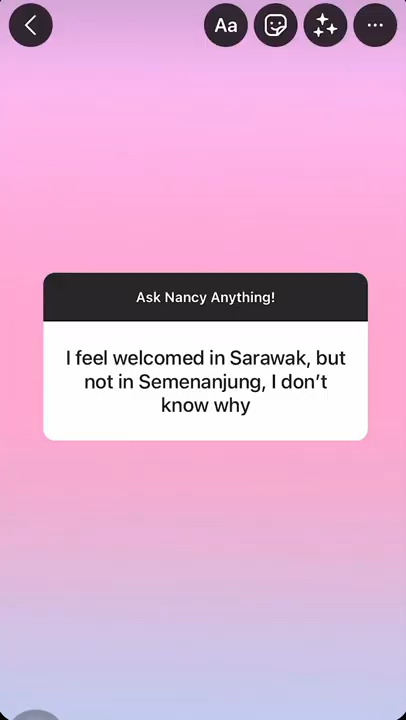 Aa
Ask Nancy Anything!
I feel welcomed in Sarawak, but
not in Semenanjung, I don’t
know why